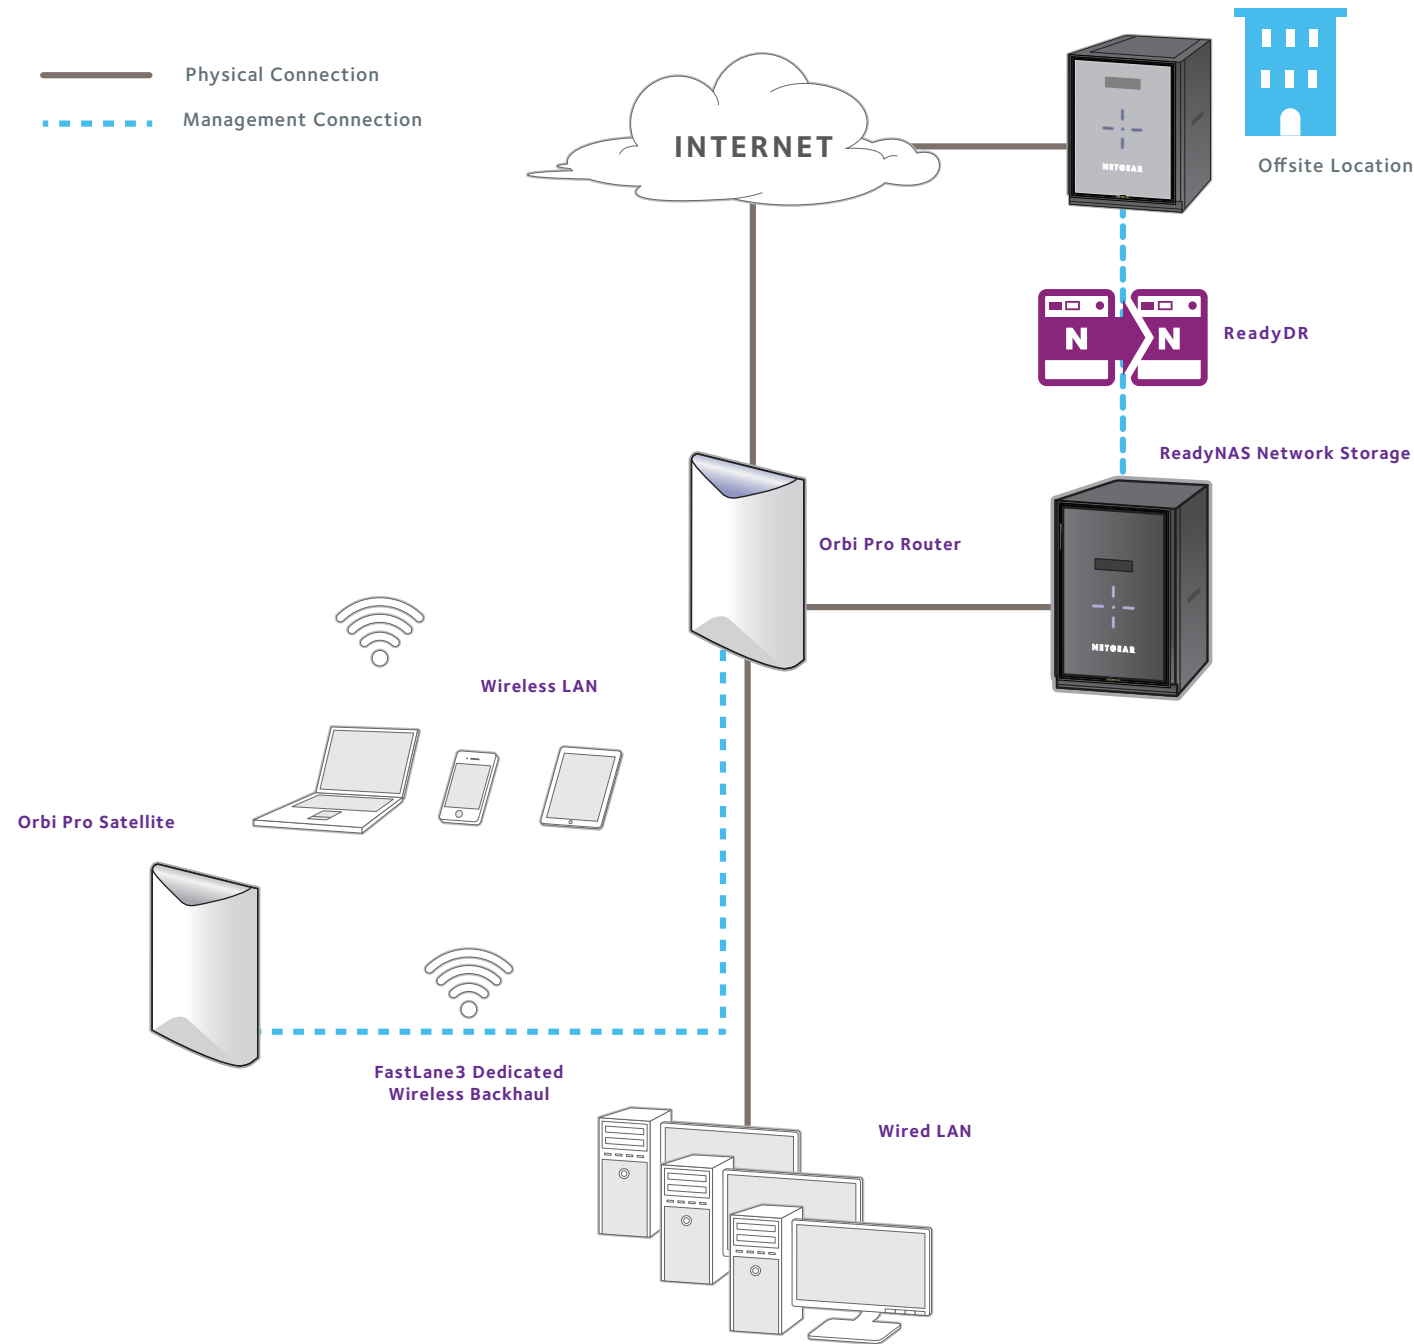 Physical Connection
Management Connection
INTERNET
NETGEAR
Offsite Location
N N
ReadyDR
ReadyNAS Network Storage
Orbi Pro Router
NETGEAR
Wireless LAN
Orbi Pro Satellite
FastLane3 Dedicated
Wireless Backhaul
Wired LAN